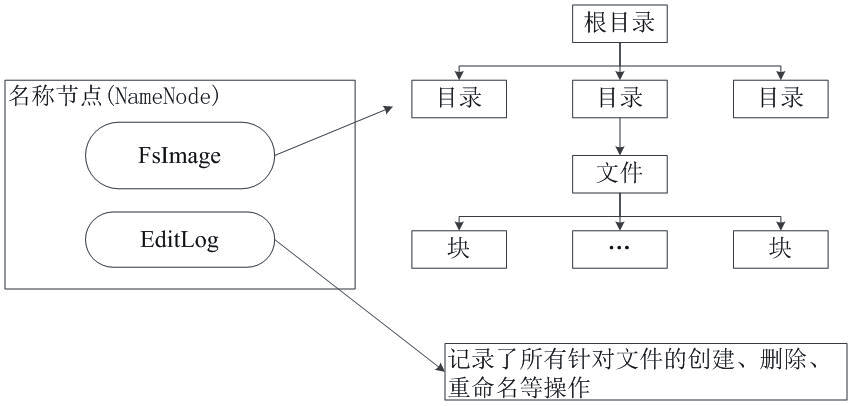 根目录
名称节点(NameNode)
目录
目录
目录
FsImage
文件
EditLog
块
…
块
记录了所有针对文件的创建、删除、
重命名等操作